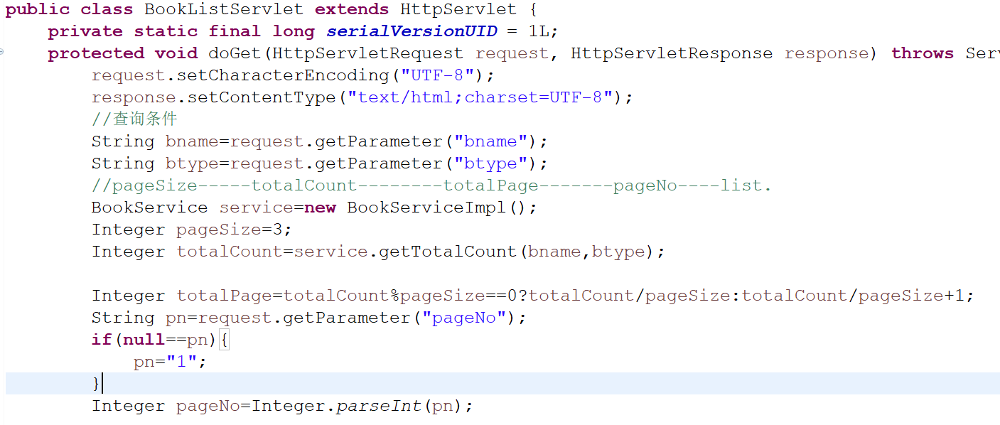 public class BookListServlet extends HttpServlet {
private static final long serialVersionUID = 1L;
protected void doGet(HttpServletRequest request, HttpServletResponse response) throws
request.setCharacterEncoding("UTF-8");
response.setContentType("text/html;charset=UTF-8");
//查询条件
String bname=request.getParameter("bname");
String btype=request.getParameter("btype");
//pageSize-----totalCount--------totalPage-------pageNo----list.
BookService service=new BookServiceImpl();
Integer pageSize=3;
Integer totalCount=service.getTotalCount(bname,btype);
Integer totalPage=totalCount%pageSize==0?totalCount/pageSize:totalCount/pageSize+1;
String pn=request.getParameter("pageNo");
if(null==pn){
pn="1";
}
Integer pageNo=Integer.parseInt(pn);